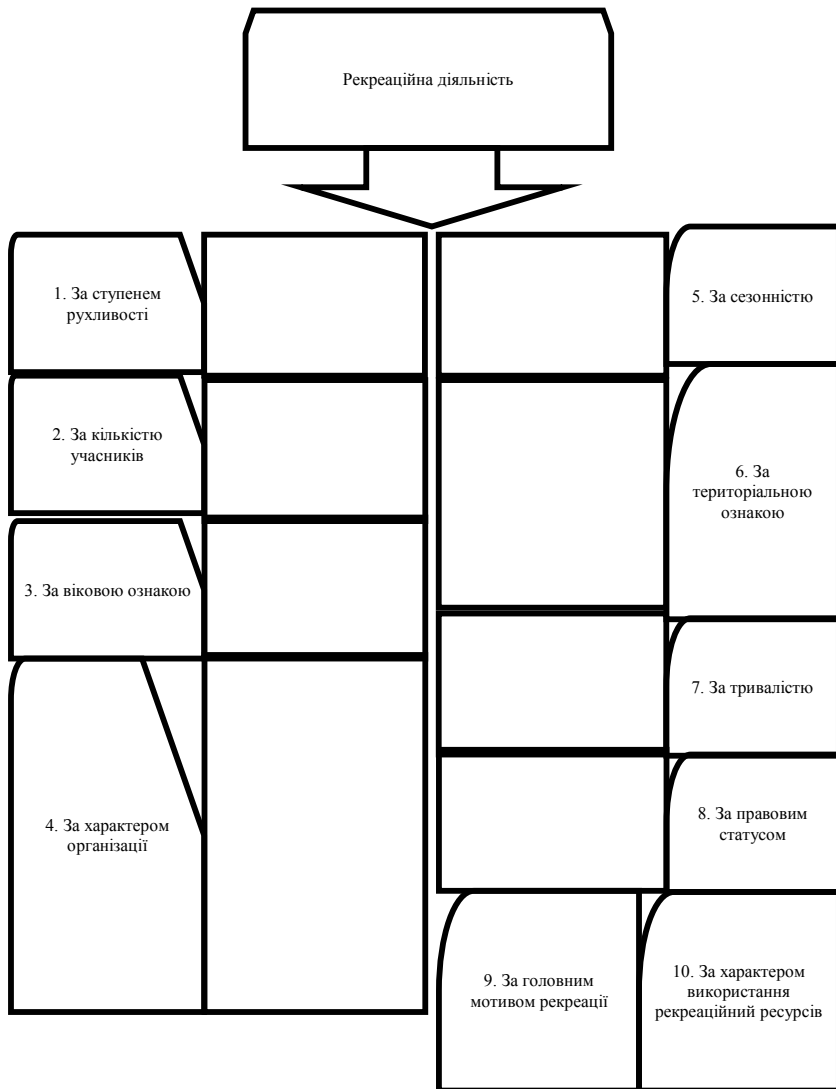 Рекреаційна діяльність
1. За ступенем
рухливості
2. За кількістю
учасників
3. За віковою ознакою
4. За характером
організації
5. За сезонністю
6. За
територіальною
ознакою
7. За тривалістю
8. За правовим
статусом
9. За головним
мотивом рекреації
10. За характером
використання
рекреаційний ресурсів